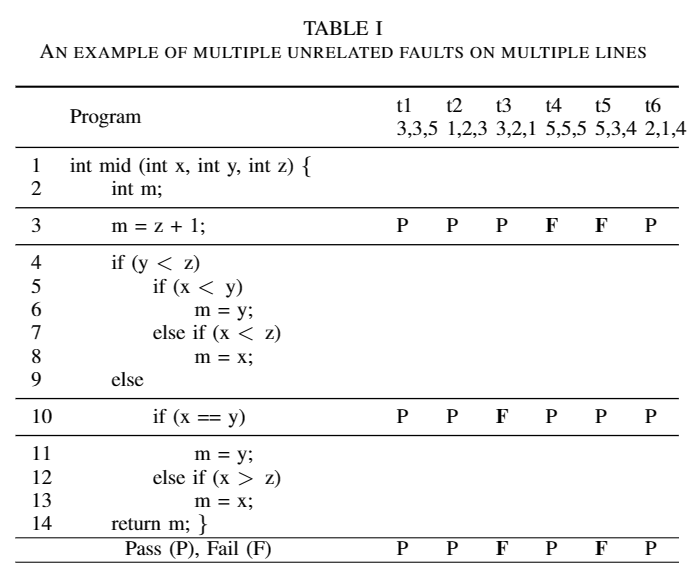 TABLE I
AN EXAMPLE OF MULTIPLE UNRELATED FAULTS ON MULTIPLE LINES
Program t1 t2 t3 t4 t5 t6
3,3,5 1,2,3 3,2,1 5,5,5 5,3,4 2,1,4
1 int mid (int x, int y, int z) {
2 int m;
3 m = z + 1; P P P F F P
4 if (y < z)
5 if (x < y)
6 m = y;
7 else if (x < z)
8 m = x;
9 else
10 if (x == y) P P F P P P
11 m = y;
12 else if (x > z)
13 m = x;
14 return m; }
Pass (P), Fail (F) P P F P F P